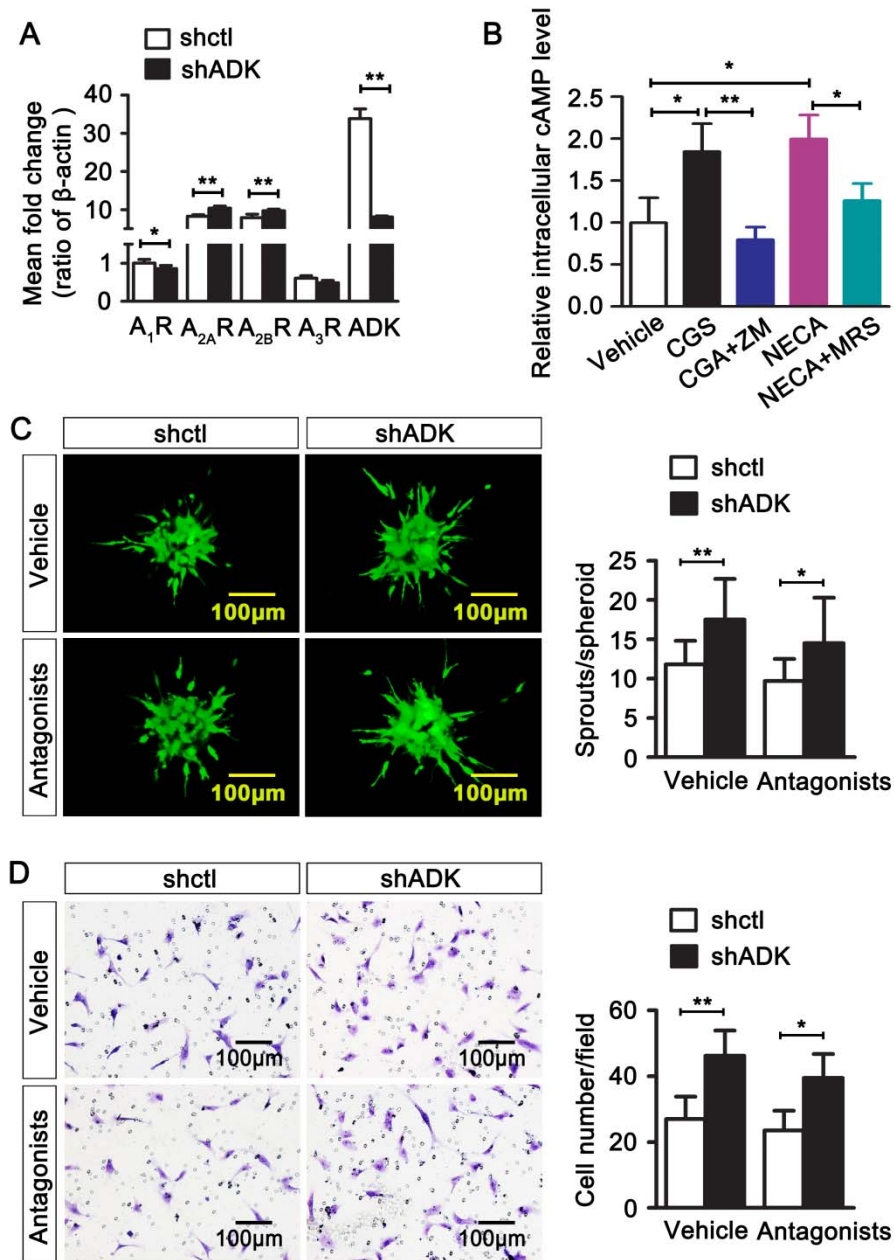 A
shctl
shADK
Mean fold change
(ratio of β-actin )
40
30
20
10
1
0
*
**
**
**
A1R
A2AR
A2BR
A3R
ADK
B
Relative intracellular cAMP level
2.5
2.0
1.5
1.0
0.5
0.0
*
*
**
*
Vehicle
CGS
CGA+ZM
NECA
NECA+MRS
C
shctl
shADK
Vehicle
Antagonists
100μm
100μm
100μm
100μm
shctl
shADK
Sprouts/spheroid
25
20
15
10
5
0
**
*
Vehicle
Antagonists
D
shctl
shADK
Vehicle
Antagonists
100μm
100μm
100μm
100μm
shctl
shADK
Cell number/field
60
40
20
0
**
*
Vehicle
Antagonists